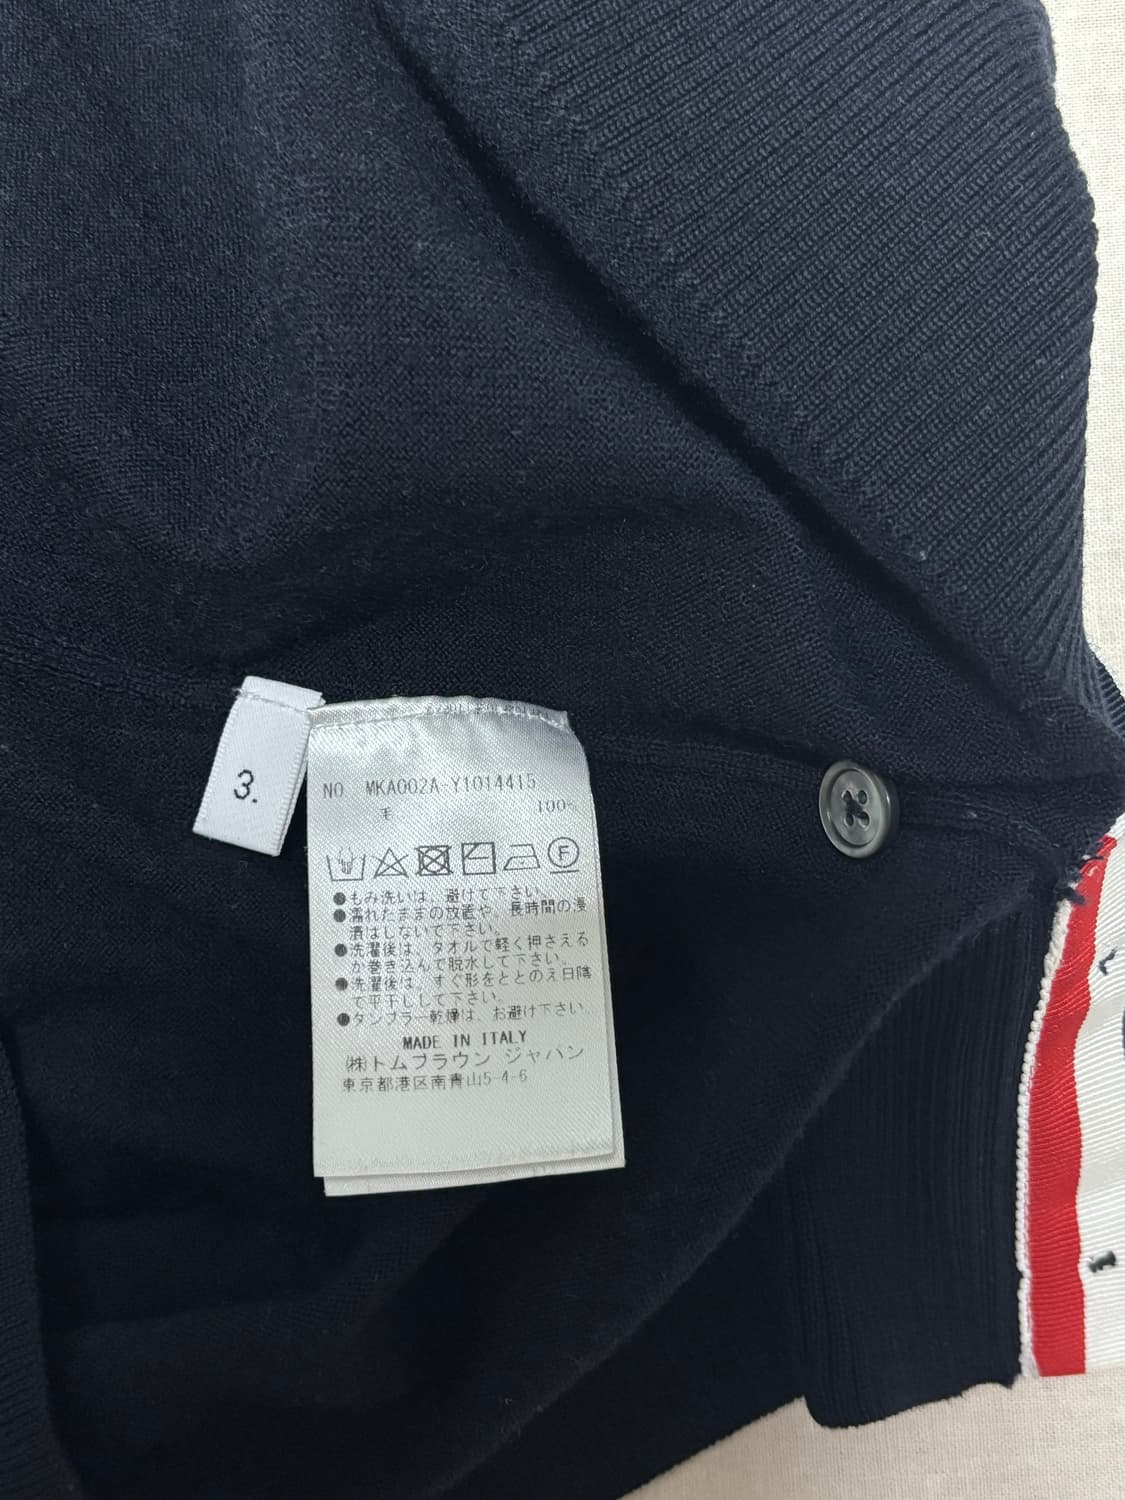 3.
NO MKA002A-Y1014415
毛 100%
F
●もみ洗いは、避けて下さい。
●濡れたままの放置や、長時間の浸
漬はしないで下さい。
●洗濯後は、タオルで軽く押さえる
か巻き込んで脱水して下さい。
●洗濯後は、すぐ形をととのえ日陰
で平干しして下さい。
●タンブラー乾燥は、お避け下さい。
MADE IN ITALY
㈱トムブラウン ジャパン
東京都港区南青山5-4-6